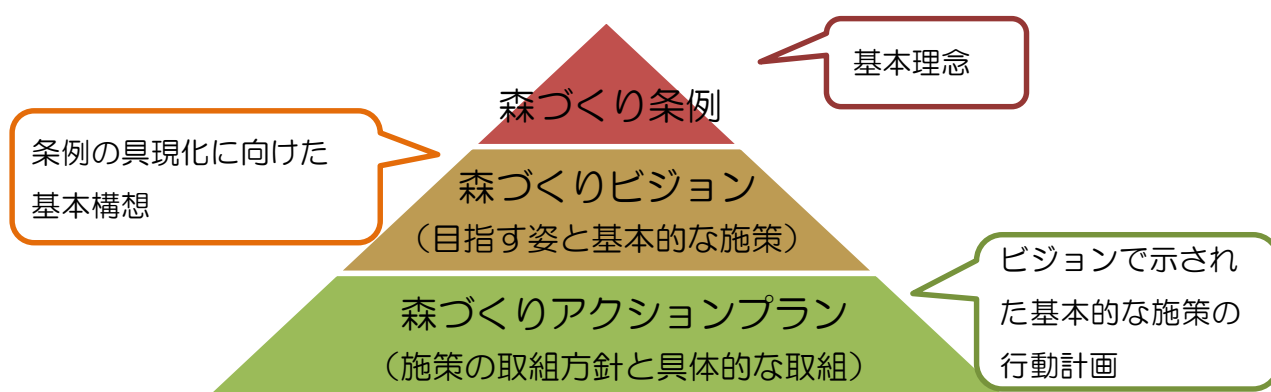 基本理念
森づくり条例
条例の具現化に向けた
基本構想
森づくりビジョン
（目指す姿と基本的な施策）
ビジョンで示され
た基本的な施策の
行動計画
森づくりアクションプラン
（施策の取組方針と具体的な取組）